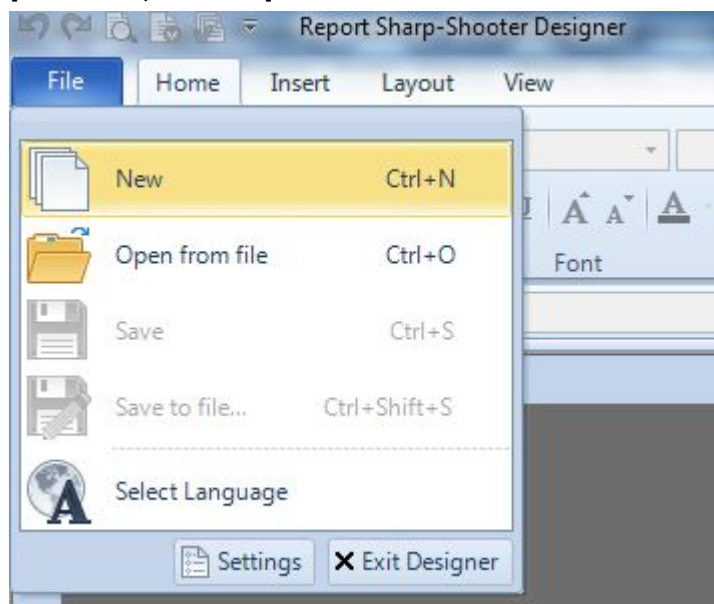 Report Sharp-Shooter Designer
File Home Insert Layout View
New Ctrl+N
Open from file Ctrl+O
Font
Save Ctrl+S
Save to file... Ctrl+Shift+S
Select Language
Settings Exit Designer